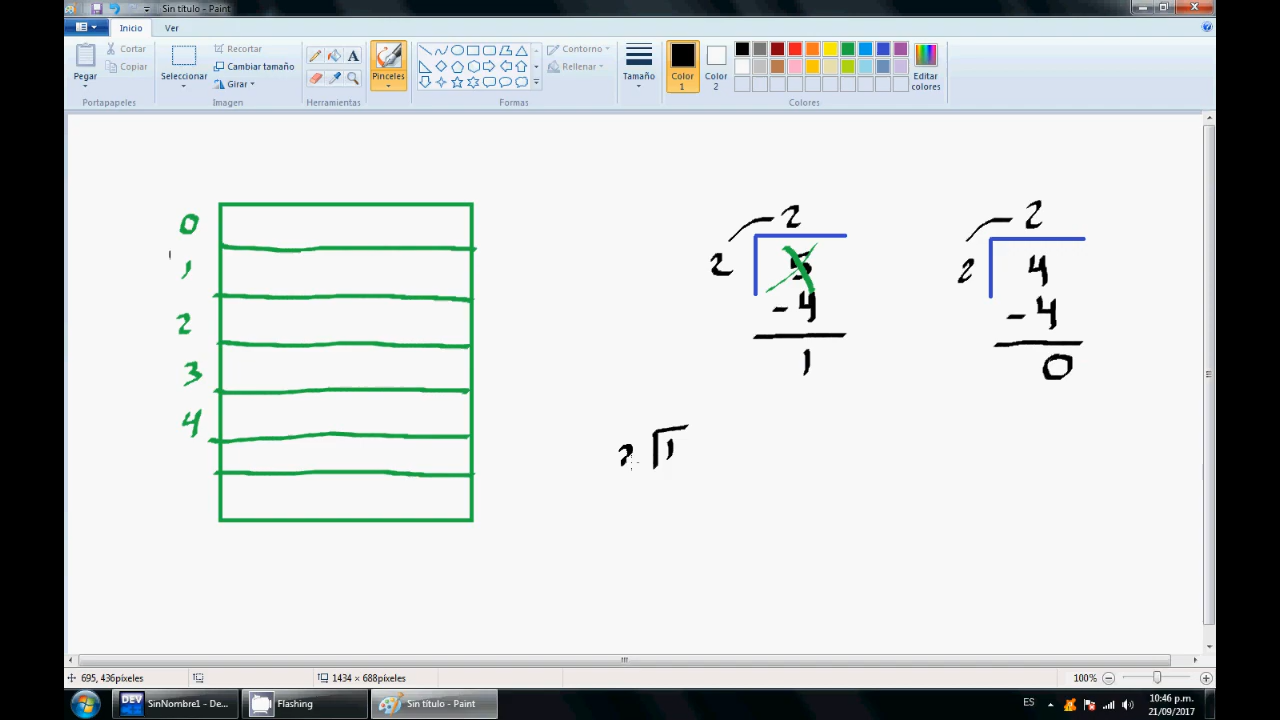 Sin título - Paint
Inicio Ver
Pegar
Cortar
Copiar
Portapapeles
Seleccionar
Recortar
Cambiar tamaño
Girar
Imagen
A
Herramientas
Pinceles
Contorno
Rellenar
Formas
Tamaño
Color 1
Color 2
Editar colores
Colores
0
1
2
3
4
2
2 5
-4
1
2
2 4
-4
0
2 1
695, 436píxeles
1434 × 688píxeles
100%
DEV
SinNombre1 - De...
Flashing
Sin título - Paint
ES
10:46 p.m.
21/09/2017